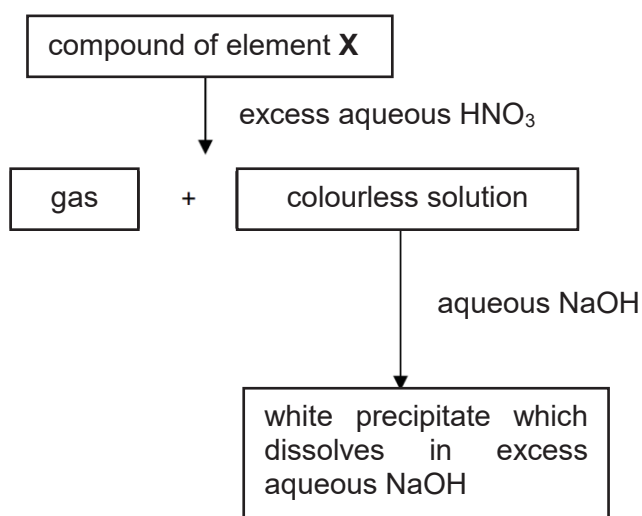 compound of element X
excess aqueous HNO₃
gas + colourless solution
aqueous NaOH
white precipitate which
dissolves in excess
aqueous NaOH